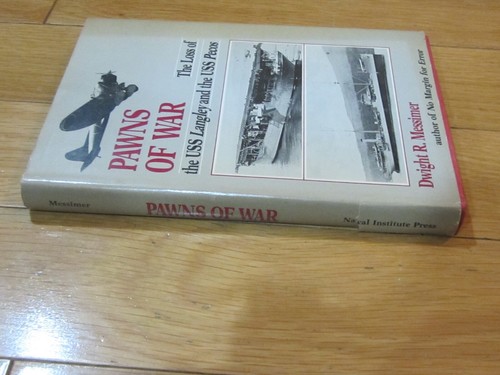 PAWNS
OF WAR
The Loss of
the USS Langley and the USS Pecos
Dwight R. Messimer
author of No Margin for Error
Messimer
PAWNS OF WAR
Naval Institute Press